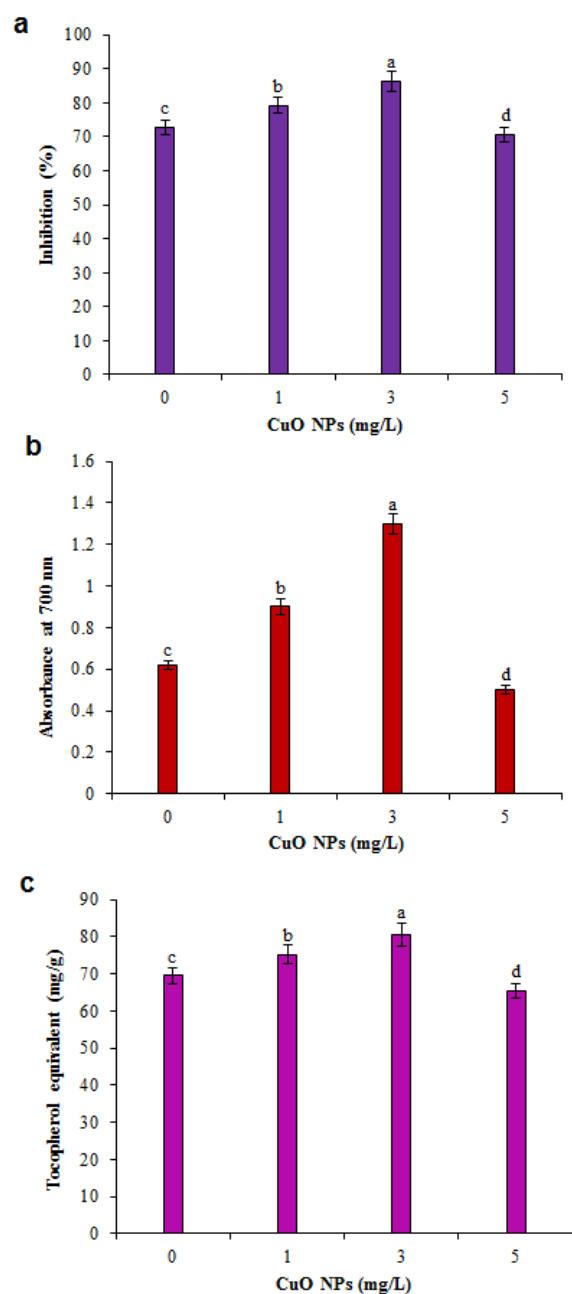 a
100
90
80
70
60
50
40
30
20
10
0
Inhibition (%)
c
b
a
d
0 1 3 5
CuO NPs (mg/L)
b
1.6
1.4
1.2
1
0.8
0.6
0.4
0.2
0
Absorbance at 700 nm
c
b
a
d
0 1 3 5
CuO NPs (mg/L)
c
90
80
70
60
50
40
30
20
10
0
Tocopherol equivalent (mg/g)
c
b
a
d
0 1 3 5
CuO NPs (mg/L)